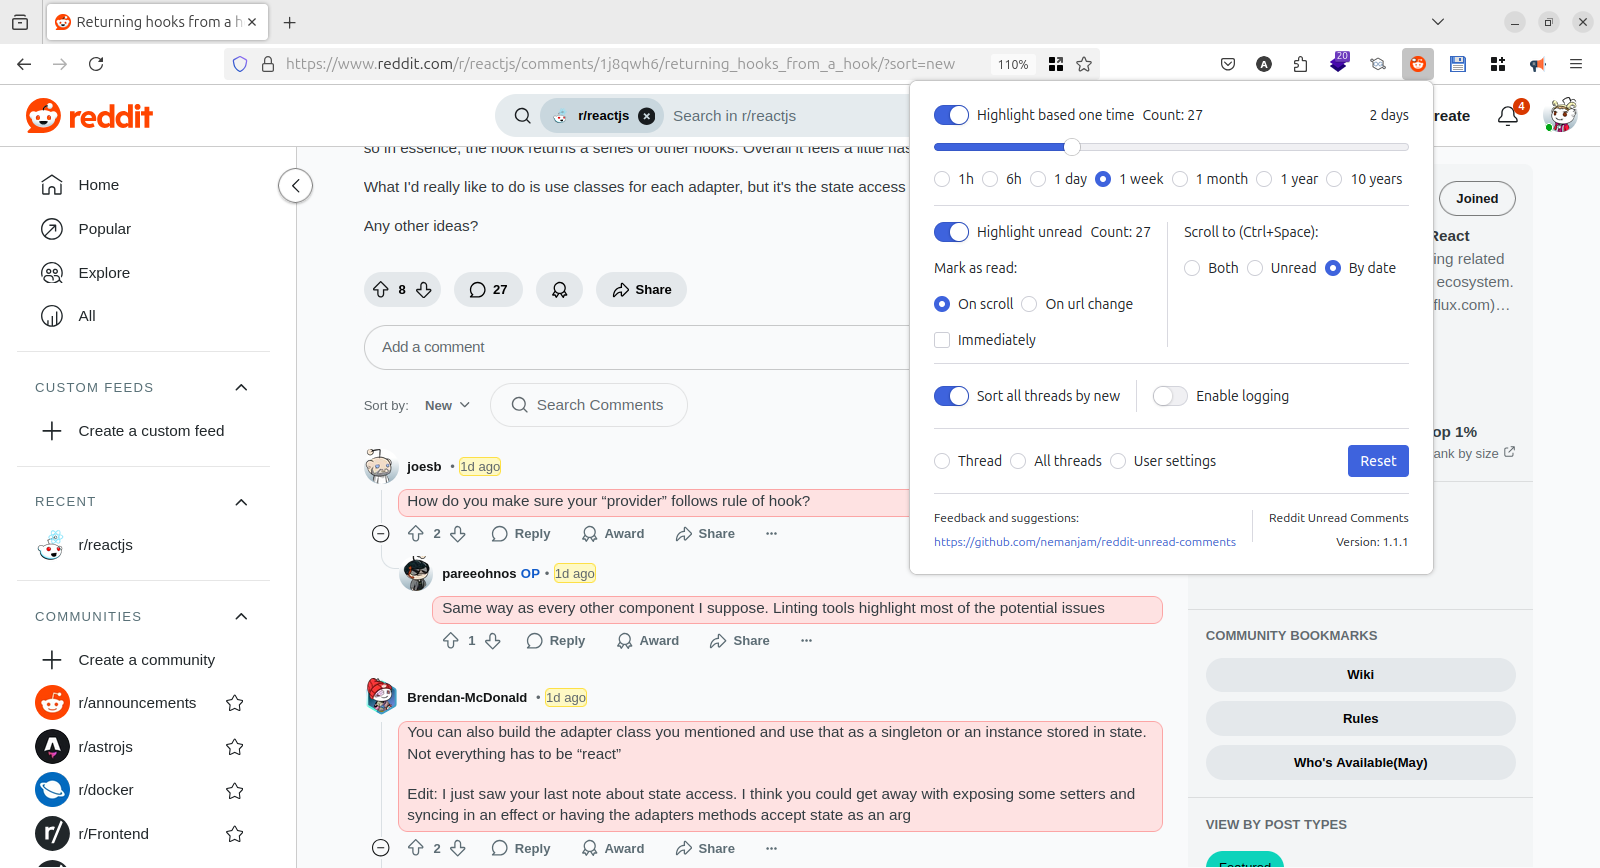 Returning hooks from a h
https://www.reddit.com/r/reactjs/comments/1j8qwh6/returning_hooks_from_a_hook/?sort=new
110%
20
reddit
r/reactjs
Search in r/reactjs
reate
4
Home
Popular
Explore
All
CUSTOM FEEDS
Create a custom feed
RECENT
r/reactjs
COMMUNITIES
Create a community
r/announcements
r/astrojs
r/docker
r/Frontend
so in essence, the hook returns a series of other hooks. Overall it feels a little
What I'd really like to do is use classes for each adapter, but it's the state access
Any other ideas?
8
27
Share
Add a comment
Sort by: New
Search Comments
joesb • 1d ago
How do you make sure your “provider” follows rule of hook?
2 Reply Award Share
pareeohnos OP • 1d ago
Same way as every other component I suppose. Linting tools highlight most of the potential issues
1 Reply Award Share
Brendan-McDonald • 1d ago
You can also build the adapter class you mentioned and use that as a singleton or an instance stored in state.
Not everything has to be “react”
Edit: I just saw your last note about state access. I think you could get away with exposing some setters and
syncing in an effect or having the adapters methods accept state as an arg
2 Reply Award Share
Highlight based one time Count: 27 2 days
1h 6h 1 day 1 week 1 month 1 year 10 years
Highlight unread Count: 27
Mark as read:
On scroll On url change
Immediately
Scroll to (Ctrl+Space):
Both Unread By date
Sort all threads by new Enable logging
Thread All threads User settings Reset
Feedback and suggestions:
https://github.com/nemanjam/reddit-unread-comments
Reddit Unread Comments
Version: 1.1.1
Joined
React
ing related
ecosystem.
flux.com)…
op 1%
ank by size
COMMUNITY BOOKMARKS
Wiki
Rules
Who's Available(May)
VIEW BY POST TYPES
Featured